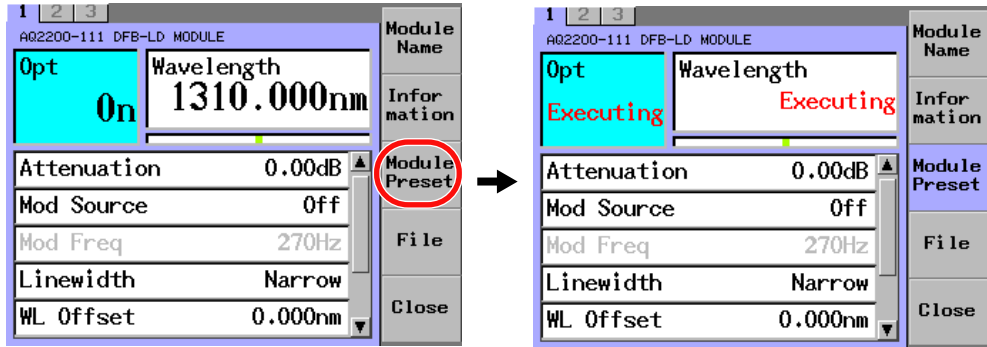 1 2 3
AQ2200-111 DFB-LD MODULE
Opt
On
Wavelength
1310.000nm
Attenuation 0.00dB
Mod Source Off
Mod Freq 270Hz
Linewidth Narrow
WL Offset 0.000nm
Module
Name
Infor
mation
Module
Preset
File
Close
1 2 3
AQ2200-111 DFB-LD MODULE
Opt
Executing
Wavelength
Executing
Attenuation 0.00dB
Mod Source Off
Mod Freq 270Hz
Linewidth Narrow
WL Offset 0.000nm
Module
Name
Infor
mation
Module
Preset
File
Close